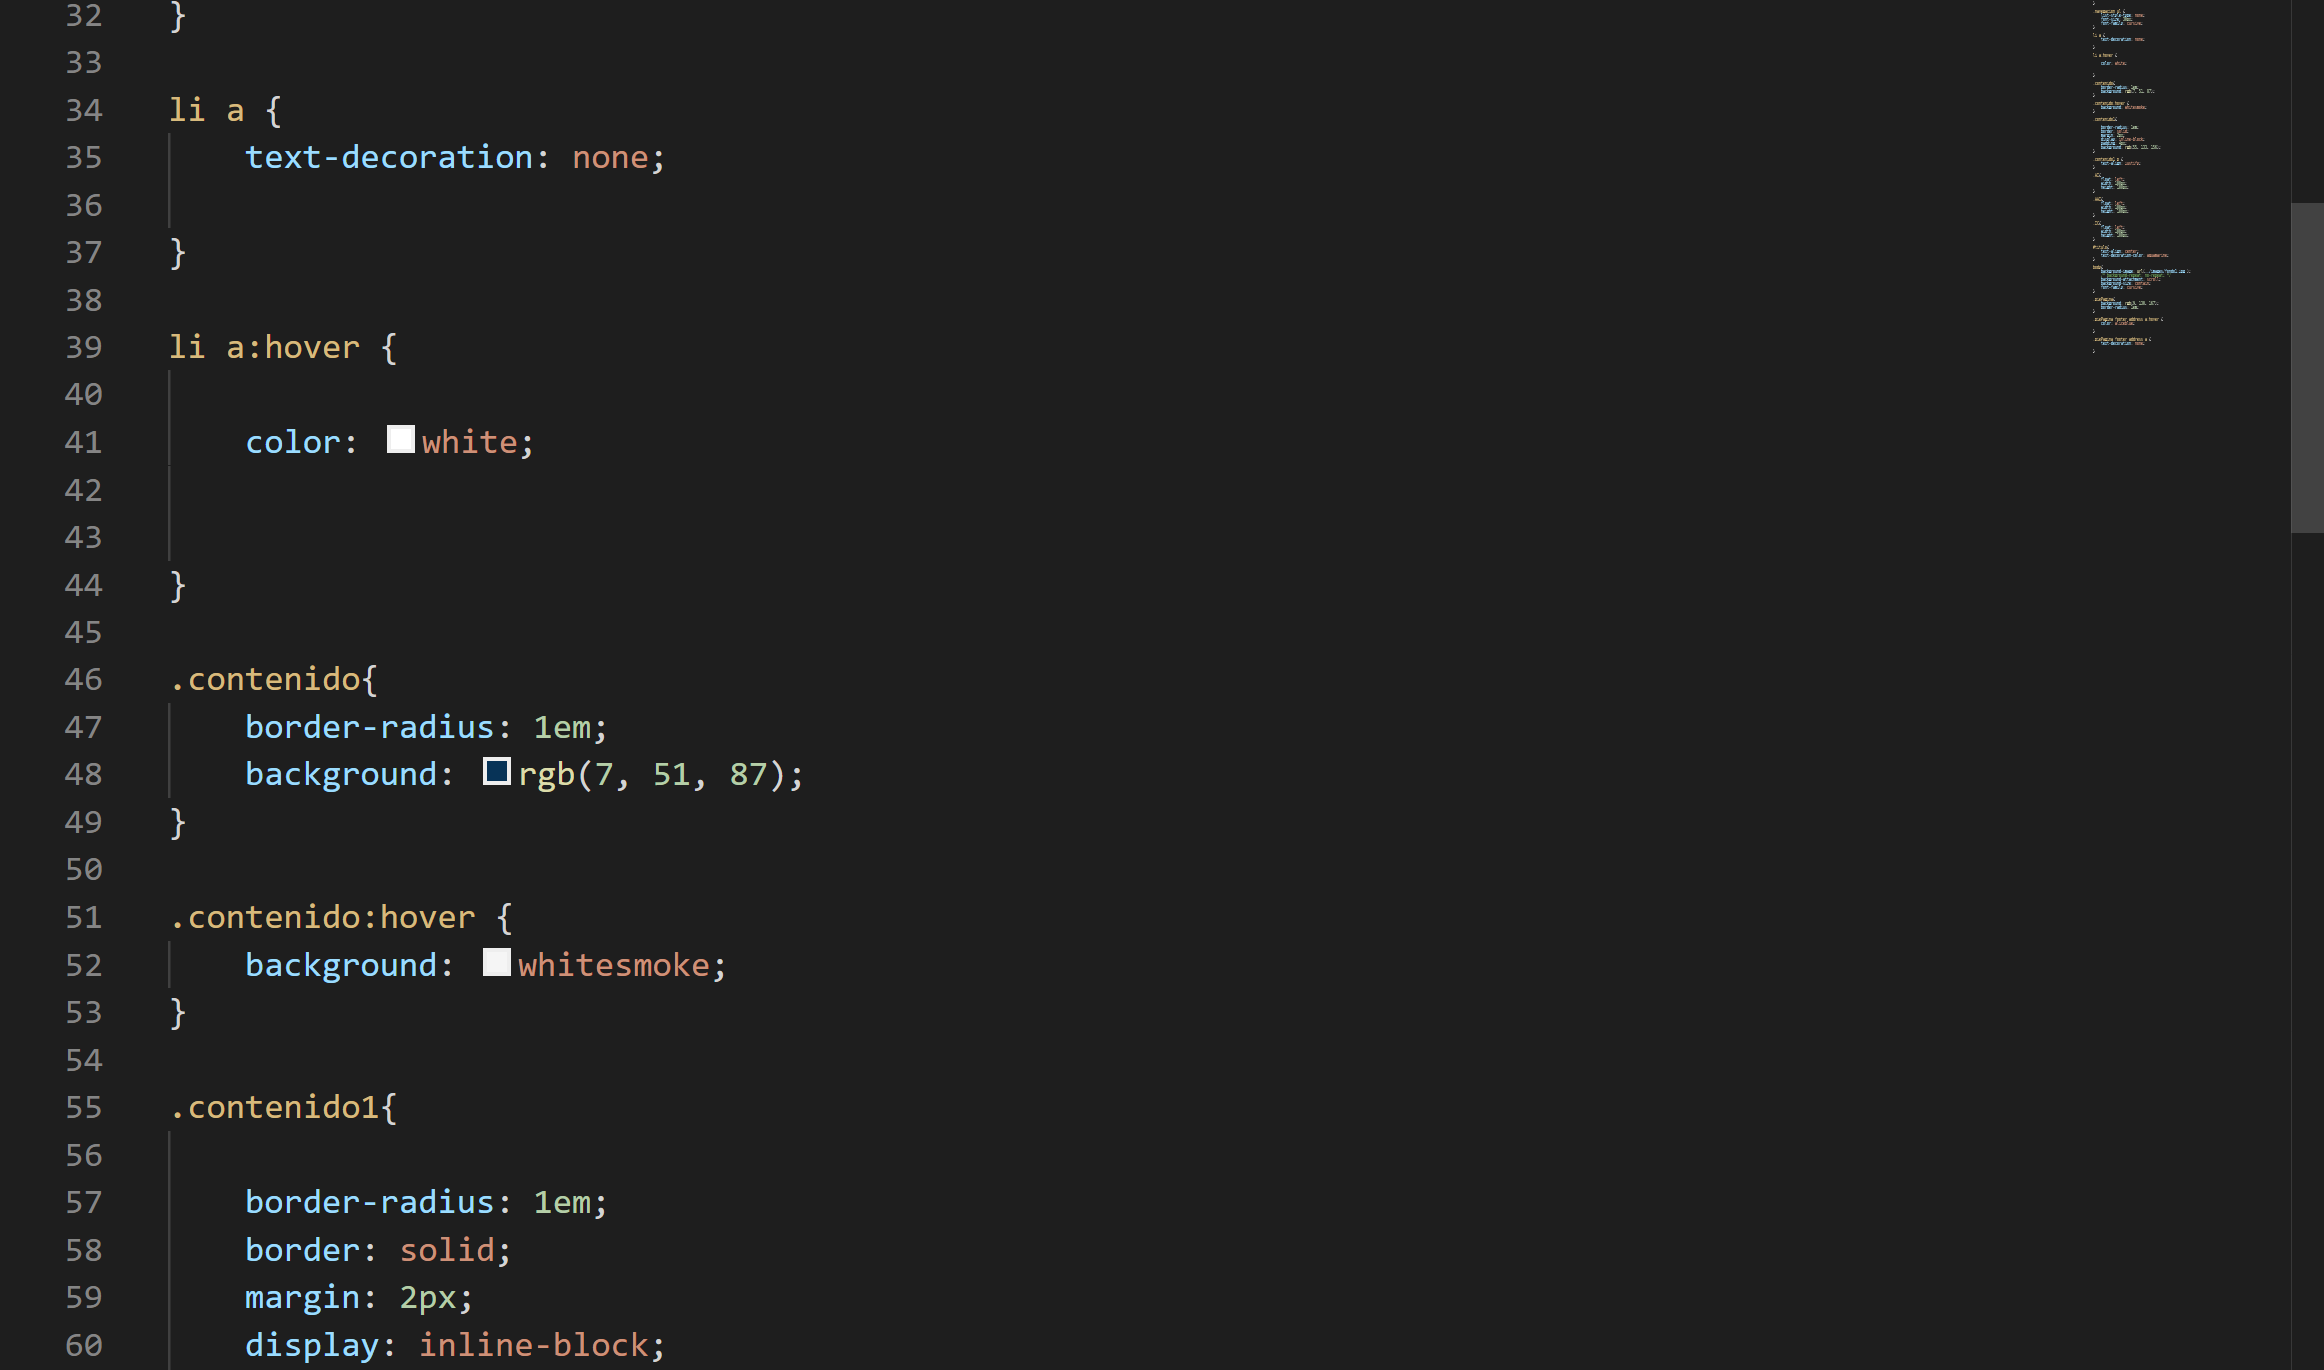 32 }
33
34 li a {
35     text-decoration: none;
36
37 }
38
39 li a:hover {
40
41     color: white;
42
43
44 }
45
46 .contenido{
47     border-radius: 1em;
48     background: rgb(7, 51, 87);
49 }
50
51 .contenido:hover {
52     background: whitesmoke;
53 }
54
55 .contenido1{
56
57     border-radius: 1em;
58     border: solid;
59     margin: 2px;
60     display: inline-block;